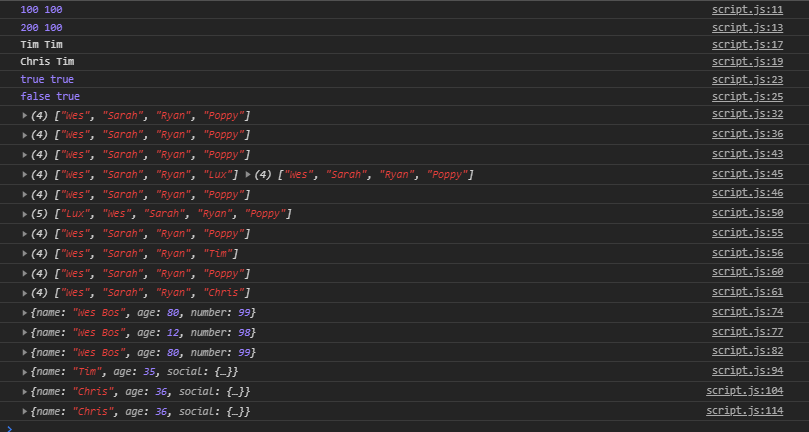 100 100 script.js:11
200 100 script.js:13
Tim Tim script.js:17
Chris Tim script.js:19
true true script.js:23
false true script.js:25
▸(4) ["Wes", "Sarah", "Ryan", "Poppy"] script.js:32
▸(4) ["Wes", "Sarah", "Ryan", "Poppy"] script.js:36
▸(4) ["Wes", "Sarah", "Ryan", "Poppy"] script.js:43
▸(4) ["Wes", "Sarah", "Ryan", "Lux"] ▸(4) ["Wes", "Sarah", "Ryan", "Poppy"] script.js:45
▸(4) ["Wes", "Sarah", "Ryan", "Poppy"] script.js:46
▸(5) ["Lux", "Wes", "Sarah", "Ryan", "Poppy"] script.js:50
▸(4) ["Wes", "Sarah", "Ryan", "Poppy"] script.js:55
▸(4) ["Wes", "Sarah", "Ryan", "Tim"] script.js:56
▸(4) ["Wes", "Sarah", "Ryan", "Poppy"] script.js:60
▸(4) ["Wes", "Sarah", "Ryan", "Chris"] script.js:61
▸{name: "Wes Bos", age: 80, number: 99} script.js:74
▸{name: "Wes Bos", age: 12, number: 98} script.js:77
▸{name: "Wes Bos", age: 80, number: 99} script.js:82
▸{name: "Tim", age: 35, social: {…}} script.js:94
▸{name: "Chris", age: 36, social: {…}} script.js:104
▸{name: "Chris", age: 36, social: {…}} script.js:114
>